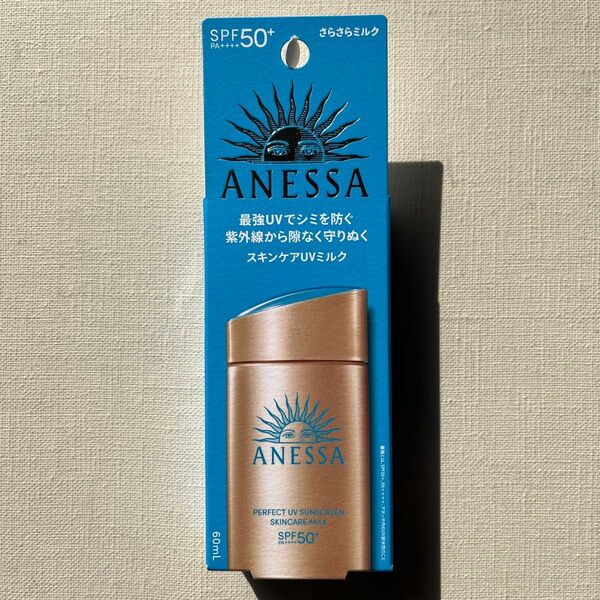 SPF50+
PA++++
さらさらミルク
ANESSA
最強UVでシミを防ぐ
紫外線から隙なく守りぬく
スキンケアUVミルク
ANESSA
PERFECT UV SUNSCREEN
SKINCARE MILK
SPF50+
PA++++
60mL